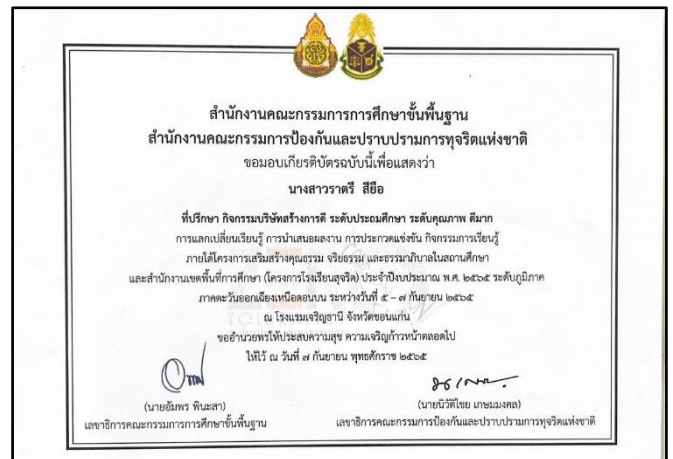 สำนักงานคณะกรรมการการศึกษาขั้นพื้นฐาน
สำนักงานคณะกรรมการป้องกันและปราบปรามการทุจริตแห่งชาติ
ขอมอบเกียรติบัตรฉบับนี้เพื่อแสดงว่า
นางสาวราตรี สียือ
ที่ปรึกษา กิจกรรมบริษัทสร้างการดี ระดับประถมศึกษา ระดับคุณภาพ ดีมาก
การแลกเปลี่ยนเรียนรู้ การนำเสนอผลงาน การประกวดแข่งขัน กิจกรรมการเรียนรู้
ภายใต้โครงการเสริมสร้างคุณธรรม จริยธรรม และธรรมาภิบาลในสถานศึกษา
และสำนักงานเขตพื้นที่การศึกษา (โครงการโรงเรียนสุจริต) ประจำปีงบประมาณ พ.ศ. ๒๕๖๕ ระดับภูมิภาค
ภาคตะวันออกเฉียงเหนือตอนบน ระหว่างวันที่ ๕ – ๗ กันยายน ๒๕๖๕
ณ โรงแรมเจริญธานี จังหวัดขอนแก่น
ขออำนวยพรให้ประสบความสุข ความเจริญก้าวหน้าตลอดไป
ให้ไว้ ณ วันที่ ๗ กันยายน พุทธศักราช ๒๕๖๕
(นายอัมพร พินะสา)
เลขาธิการคณะกรรมการการศึกษาขั้นพื้นฐาน
(นายนิวัติไชย เกษมมงคล)
เลขาธิการคณะกรรมการป้องกันและปราบปรามการทุจริตแห่งชาติ